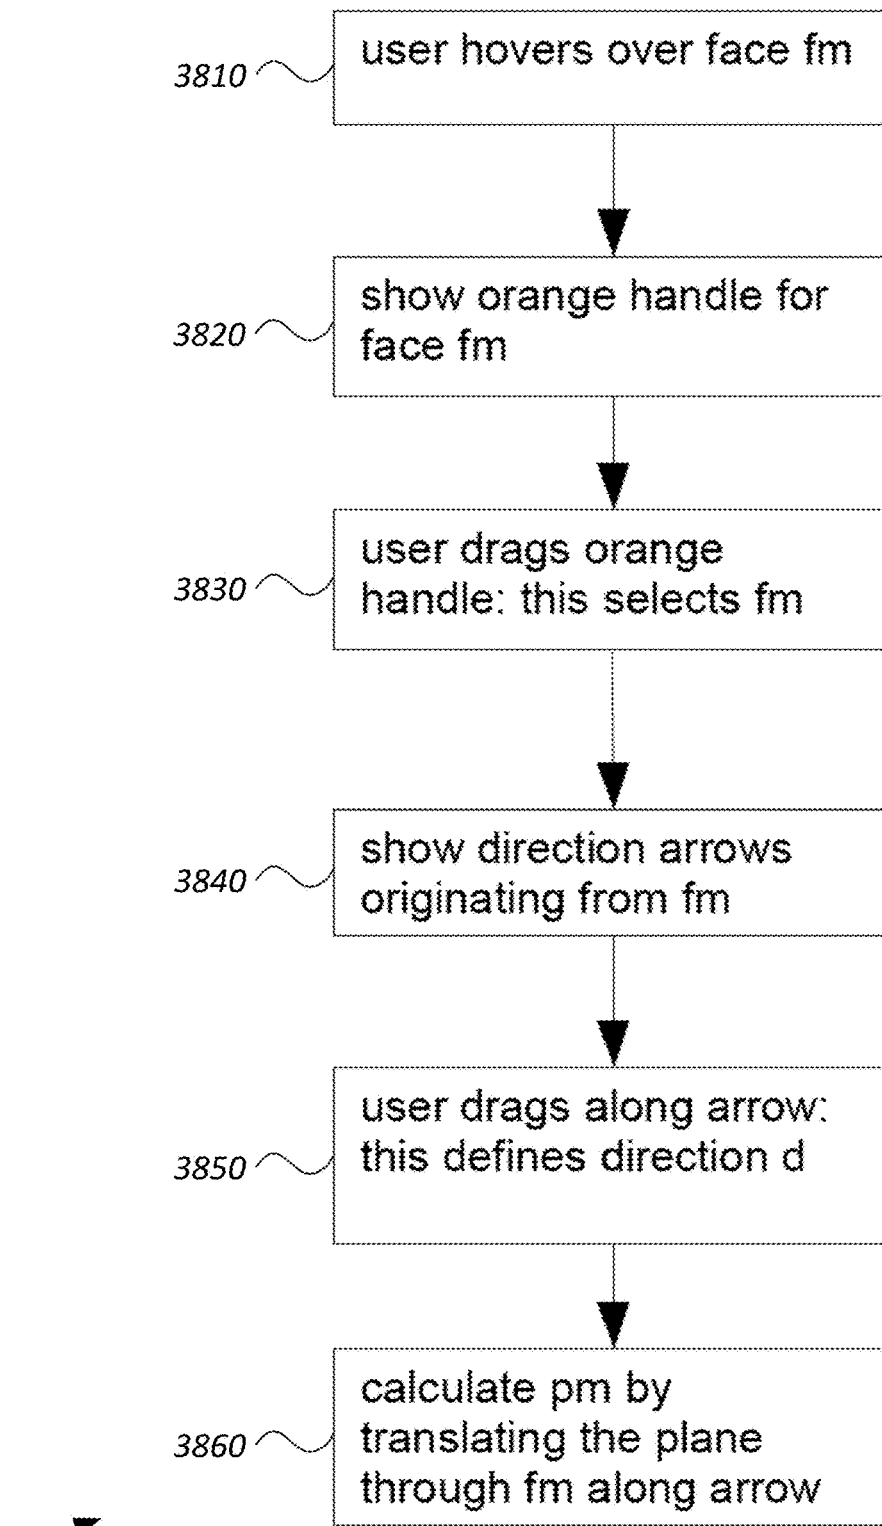 3810
user hovers over face fm
3820
show orange handle for
face fm
3830
user drags orange
handle: this selects fm
3840
show direction arrows
originating from fm
3850
user drags along arrow:
this defines direction d
3860
calculate pm by
translating the plane
through fm along arrow